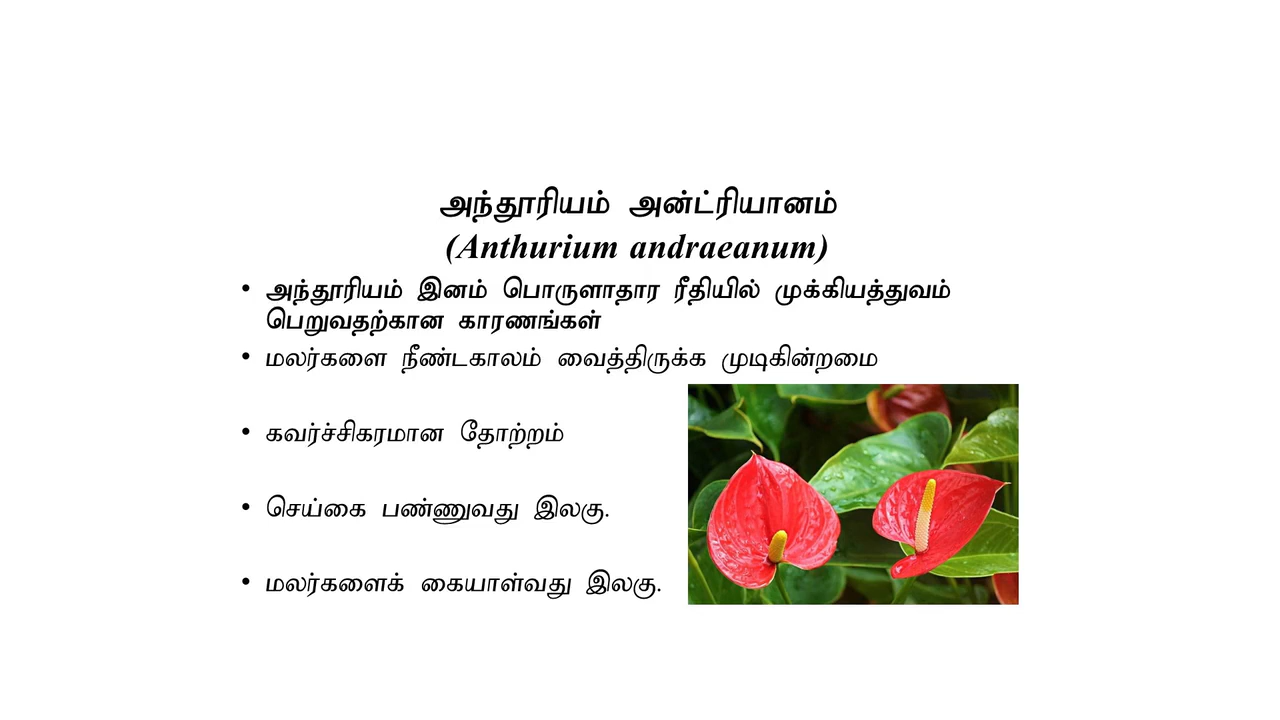 அந்தூரியம் அன்ட்ரியானம்
(Anthurium andraeanum)
• அந்தூரியம் இனம் பொருளாதார ரீதியில் முக்கியத்துவம்
பெறுவதற்கான காரணங்கள்
• மலர்களை நீண்டகாலம் வைத்திருக்க முடிகின்றமை
• கவர்ச்சிகரமான தோற்றம்
• செய்கை பண்ணுவது இலகு.
• மலர்களைக் கையாள்வது இலகு.